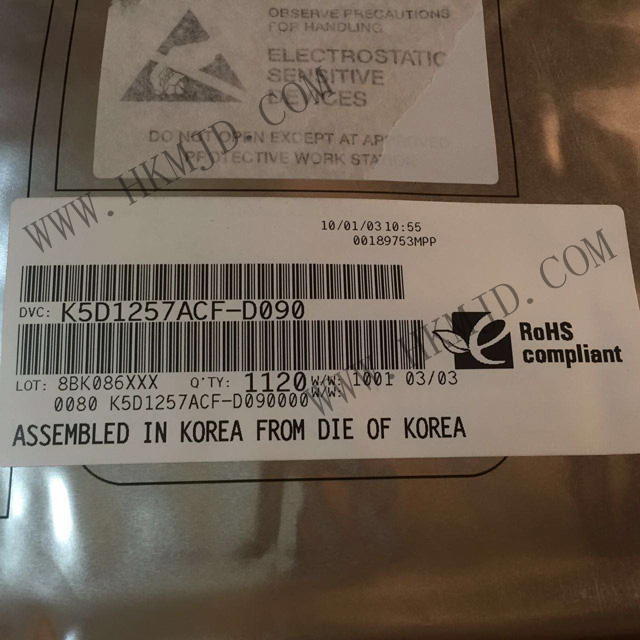 OBSERVE PRECAUTIONS
FOR HANDLING
ELECTROSTATIC
SENSITIVE
DEVICES
DO NOT OPEN EXCEPT AT APPROVED
PROTECTIVE WORK STATION
WWW.HKMJD.COM
10/01/03 10:55
00189753MPP
DVC: K5D1257ACF-D090
e RoHS
compliant
LOT: 8BK086XXX Q'TY: 1120 W/W: 1001 03/03
W/W:
0080 K5D1257ACF-D090000
ASSEMBLED IN KOREA FROM DIE OF KOREA
WWW.HKMJD.COM